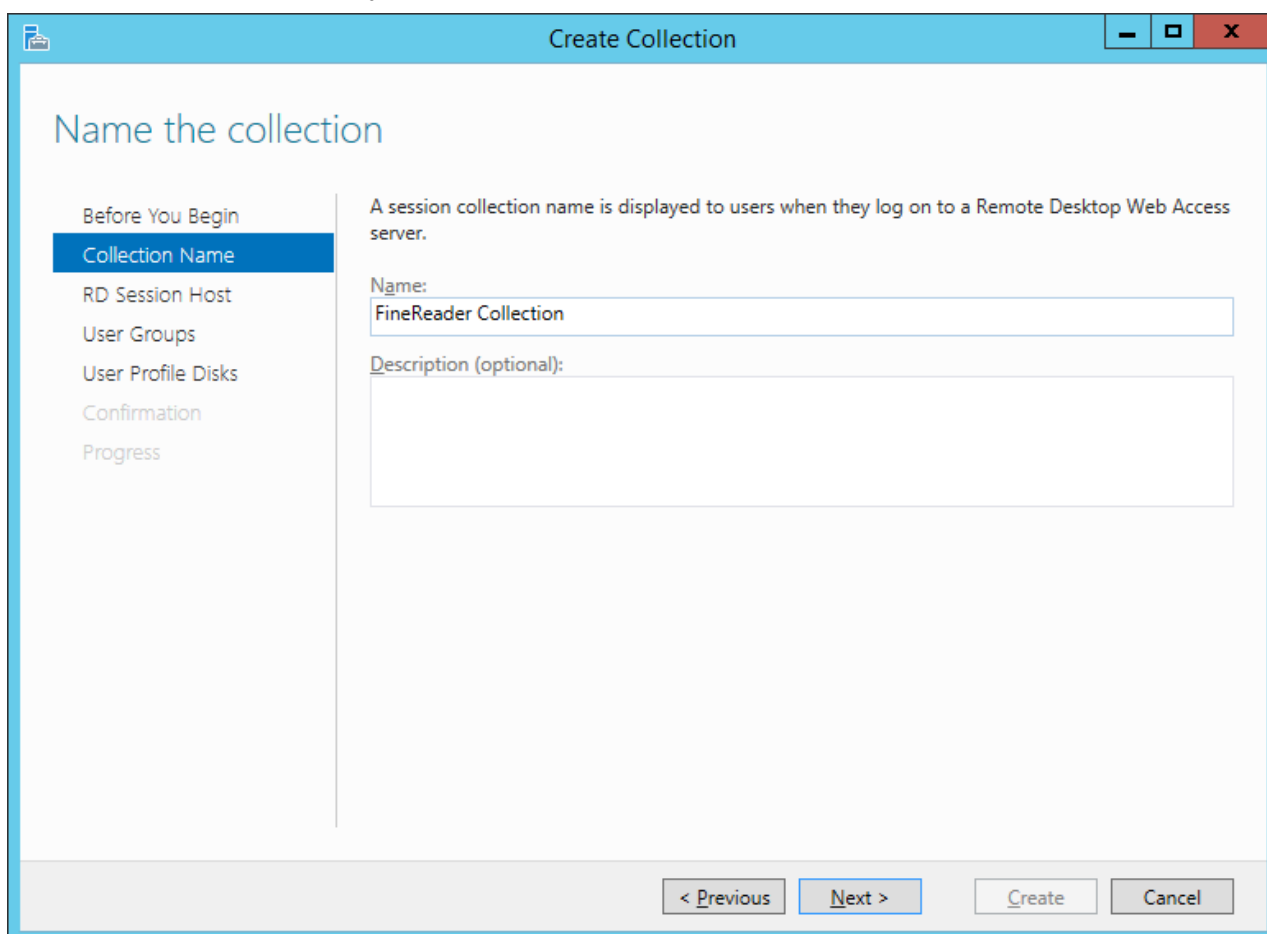 Create Collection
Name the collection
Before You Begin
Collection Name
RD Session Host
User Groups
User Profile Disks
Confirmation
Progress
A session collection name is displayed to users when they log on to a Remote Desktop Web Access
server.
Name:
FineReader Collection
Description (optional):
< Previous
Next >
Create
Cancel